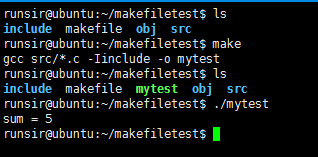 runsir@ubuntu:~/makefiletest$ ls
include makefile obj src
runsir@ubuntu:~/makefiletest$ make
gcc src/*.c -Iinclude -o mytest
runsir@ubuntu:~/makefiletest$ ls
include makefile mytest obj src
runsir@ubuntu:~/makefiletest$ ./mytest
sum = 5
runsir@ubuntu:~/makefiletest$